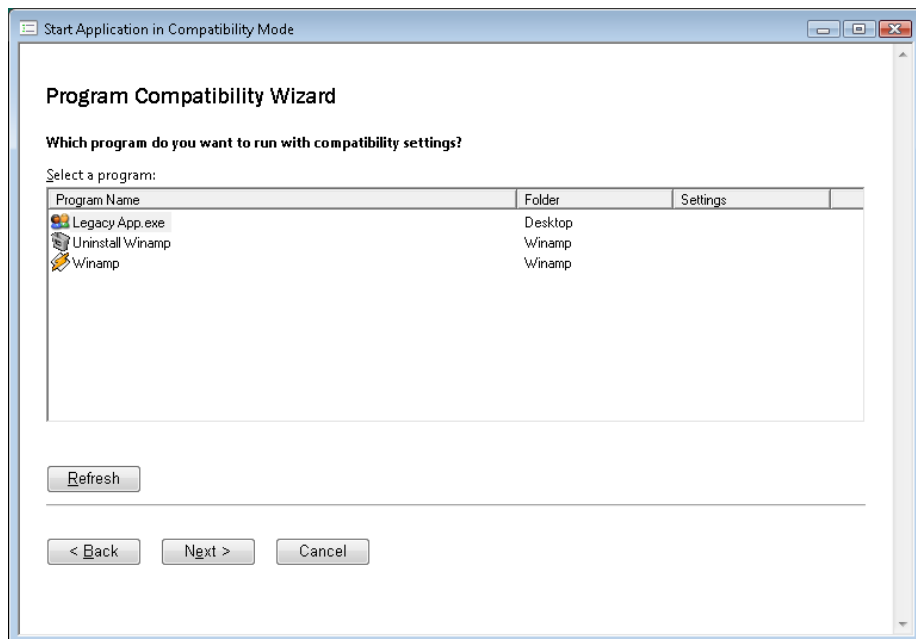 Start Application in Compatibility Mode
Program Compatibility Wizard
Which program do you want to run with compatibility settings?
Select a program:
Program Name Folder Settings
Legacy App.exe Desktop
Uninstall Winamp Winamp
Winamp Winamp
Refresh
< Back Next > Cancel